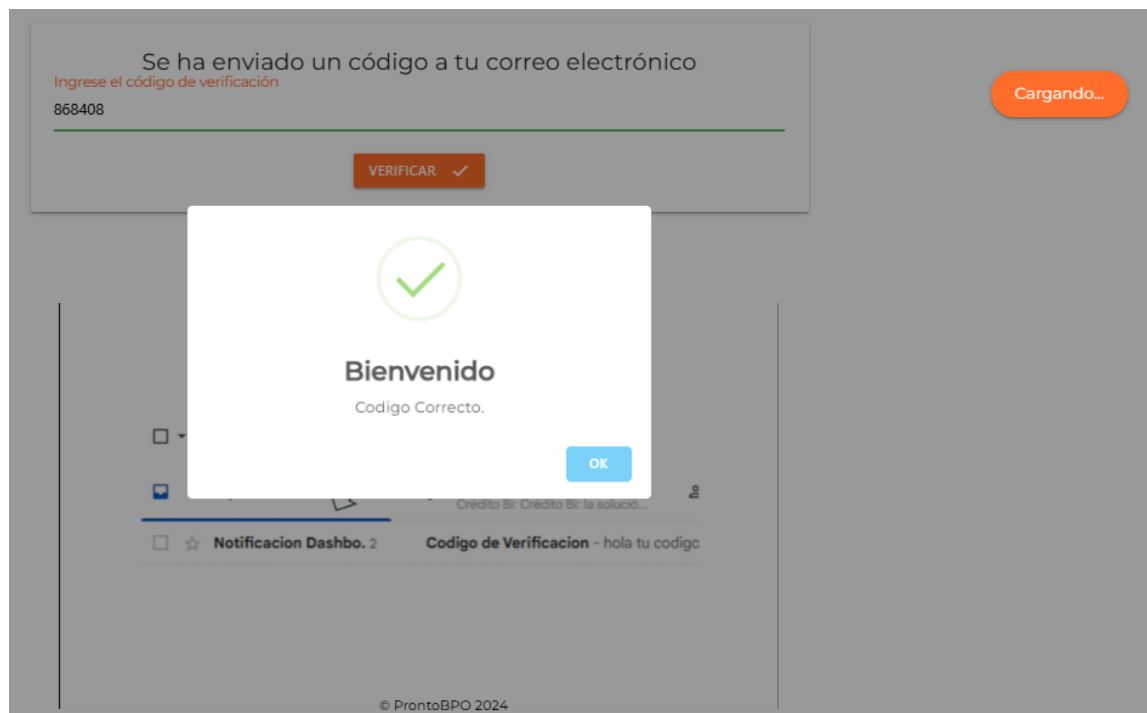 Se ha enviado un código a tu correo electrónico
Ingrese el código de verificación
868408
Cargando...
VERIFICAR
Bienvenido
Codigo Correcto.
OK
Crédito Bi: Crédito Bi: la solució...
Notificacion Dashbo. 2 Codigo de Verificacion - hola tu codigo
© ProntoBPO 2024